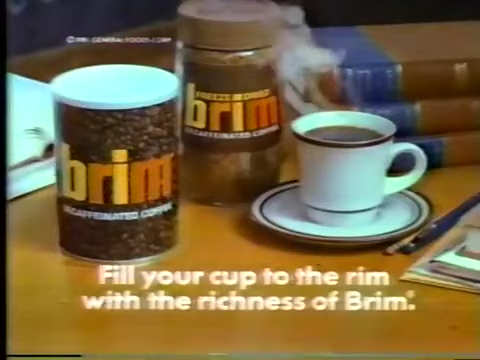 © 1981 GENERAL FOODS CORP
FREEZE DRIED
brim
DECAFFEINATED COFFEE
brim
DECAFFEINATED COFFEE
Fill your cup to the rim
with the richness of Brim.